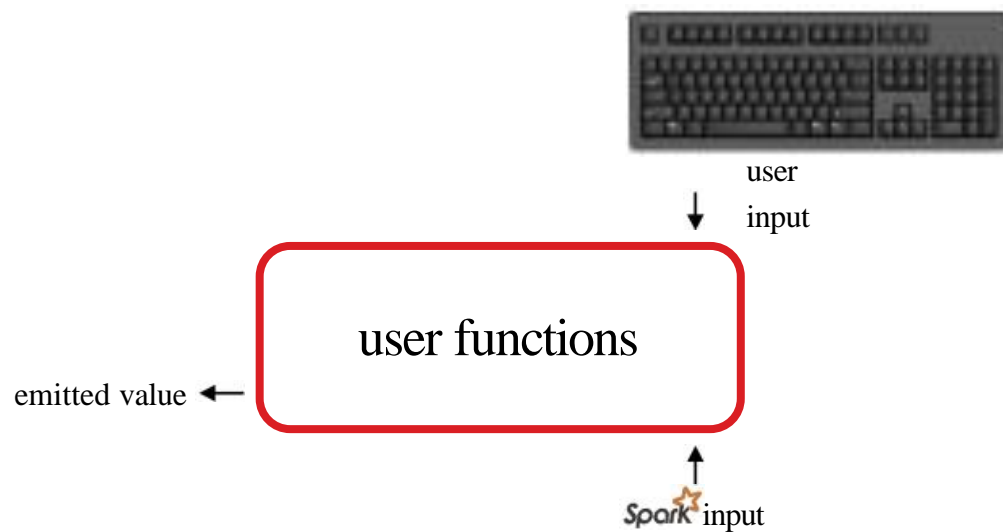 user
input
user functions
emitted value
Spark input